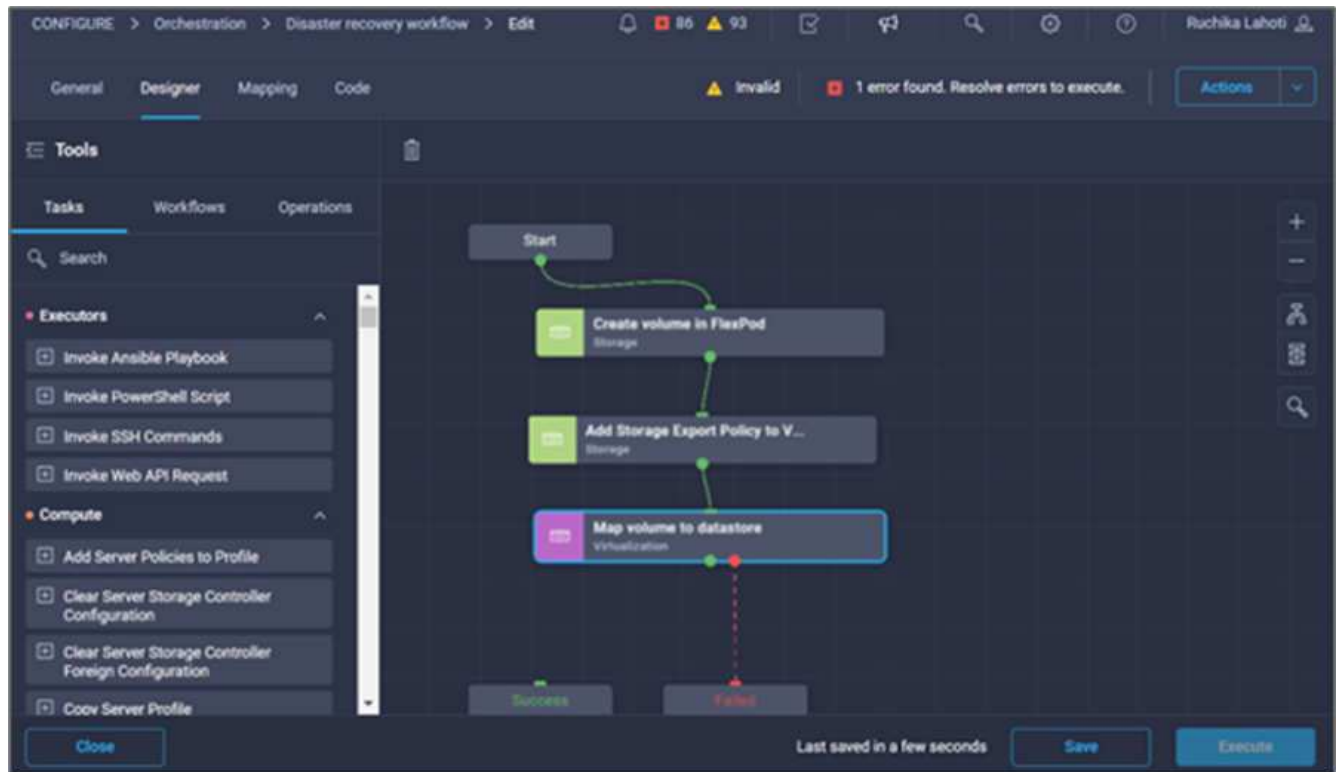 CONFIGURE > Orchestration > Disaster recovery workflow > Edit
86
93
Ruchika Lahoti
General
Designer
Mapping
Code
Invalid
1 error found. Resolve errors to execute.
Actions
Tools
Tasks
Workflows
Operations
Search
Executors
Invoke Ansible Playbook
Invoke PowerShell Script
Invoke SSH Commands
Invoke Web API Request
Compute
Add Server Policies to Profile
Clear Server Storage Controller
Configuration
Clear Server Storage Controller
Foreign Configuration
Copy Server Profile
Start
Create volume in FlexPod
Storage
Add Storage Export Policy to V...
Storage
Map volume to datastore
Virtualization
Success
Failed
Close
Last saved in a few seconds
Save
Execute